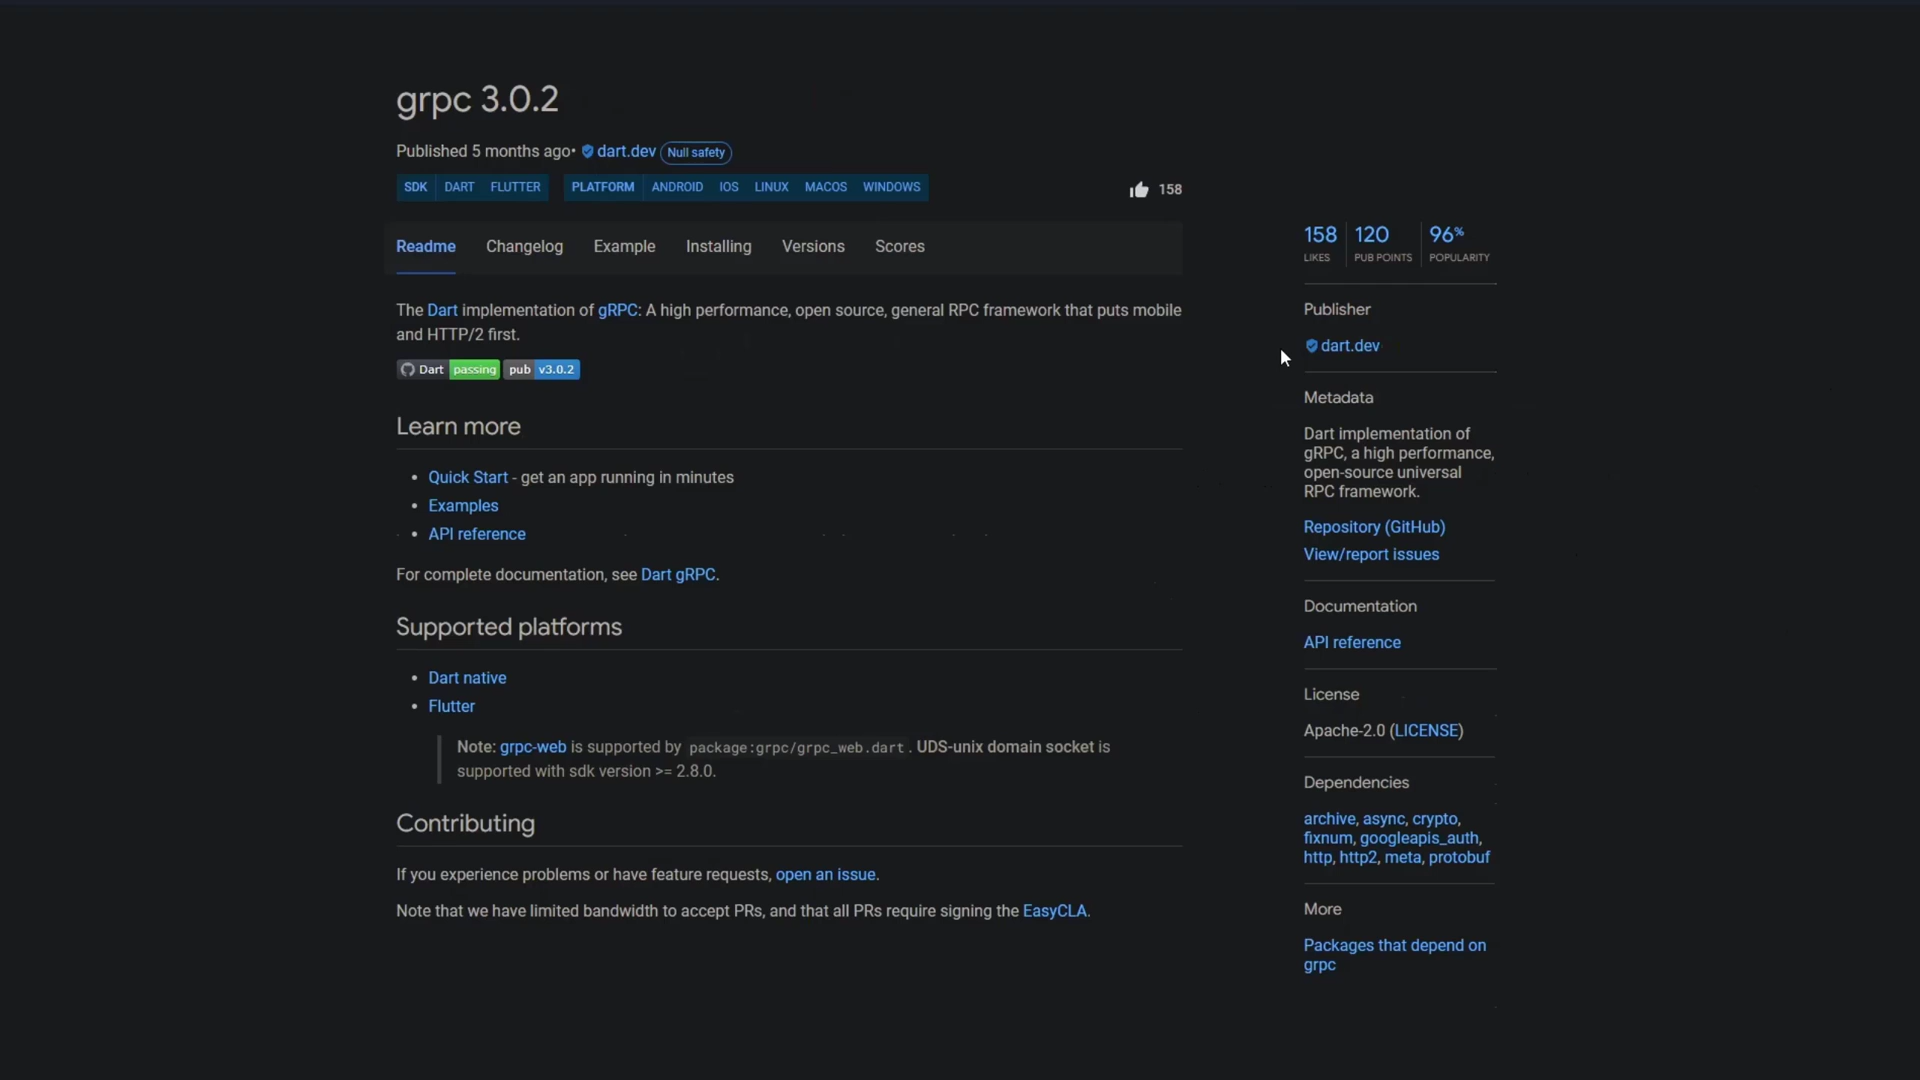 grpc 3.0.2
Published 5 months ago• dart.dev Null safety
SDK DART FLUTTER PLATFORM ANDROID IOS LINUX MACOS WINDOWS
158
Readme Changelog Example Installing Versions Scores
The Dart implementation of gRPC: A high performance, open source, general RPC framework that puts mobile
and HTTP/2 first.
Dart passing pub v3.0.2
Learn more
• Quick Start - get an app running in minutes
• Examples
• API reference
For complete documentation, see Dart gRPC.
Supported platforms
• Dart native
• Flutter
Note: grpc-web is supported by package:grpc/grpc_web.dart . UDS-unix domain socket is
supported with sdk version >= 2.8.0.
Contributing
If you experience problems or have feature requests, open an issue.
Note that we have limited bandwidth to accept PRs, and that all PRs require signing the EasyCLA.
158 120 96%
LIKES PUB POINTS POPULARITY
Publisher
dart.dev
Metadata
Dart implementation of
gRPC, a high performance,
open-source universal
RPC framework.
Repository (GitHub)
View/report issues
Documentation
API reference
License
Apache-2.0 (LICENSE)
Dependencies
archive, async, crypto,
fixnum, googleapis_auth,
http, http2, meta, protobuf
More
Packages that depend on
grpc